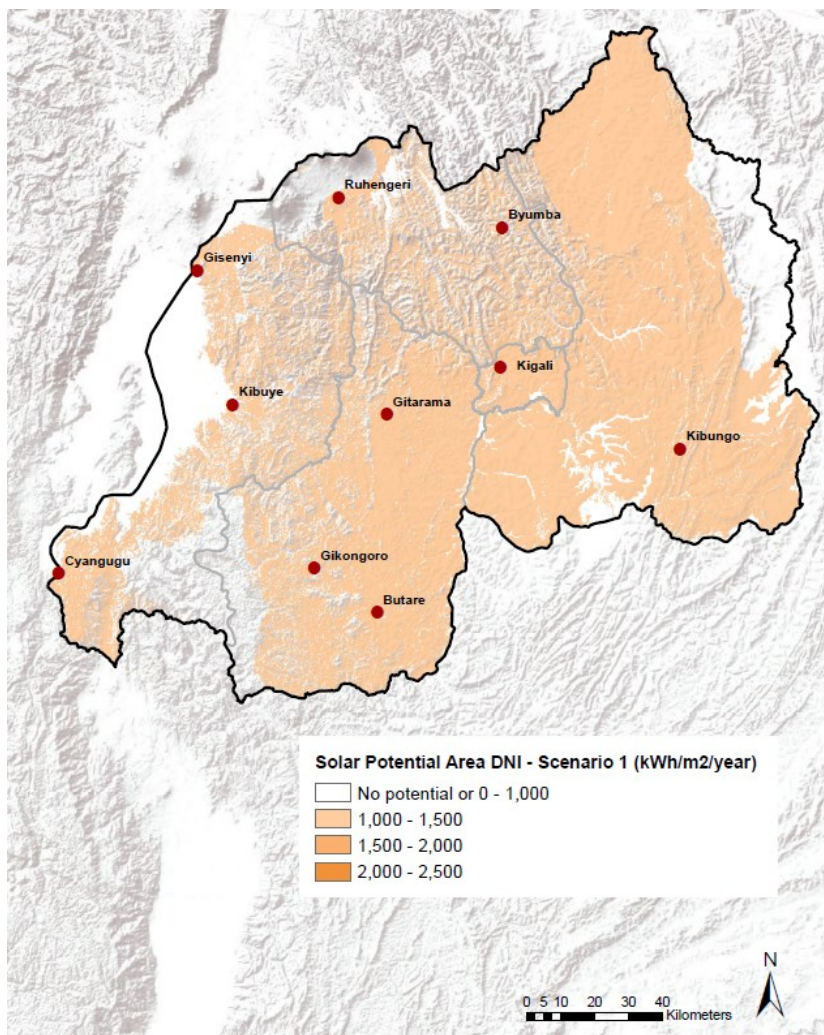 Ruhengeri
Byumba
Gisenyi
Kigali
Kibuye
Gitarama
Kibungo
Gikongoro
Cyangugu
Butare
Solar Potential Area DNI - Scenario 1 (kWh/m2/year)
No potential or 0 - 1,000
1,000 - 1,500
1,500 - 2,000
2,000 - 2,500
N
0 5 10 20 30 40
Kilometers